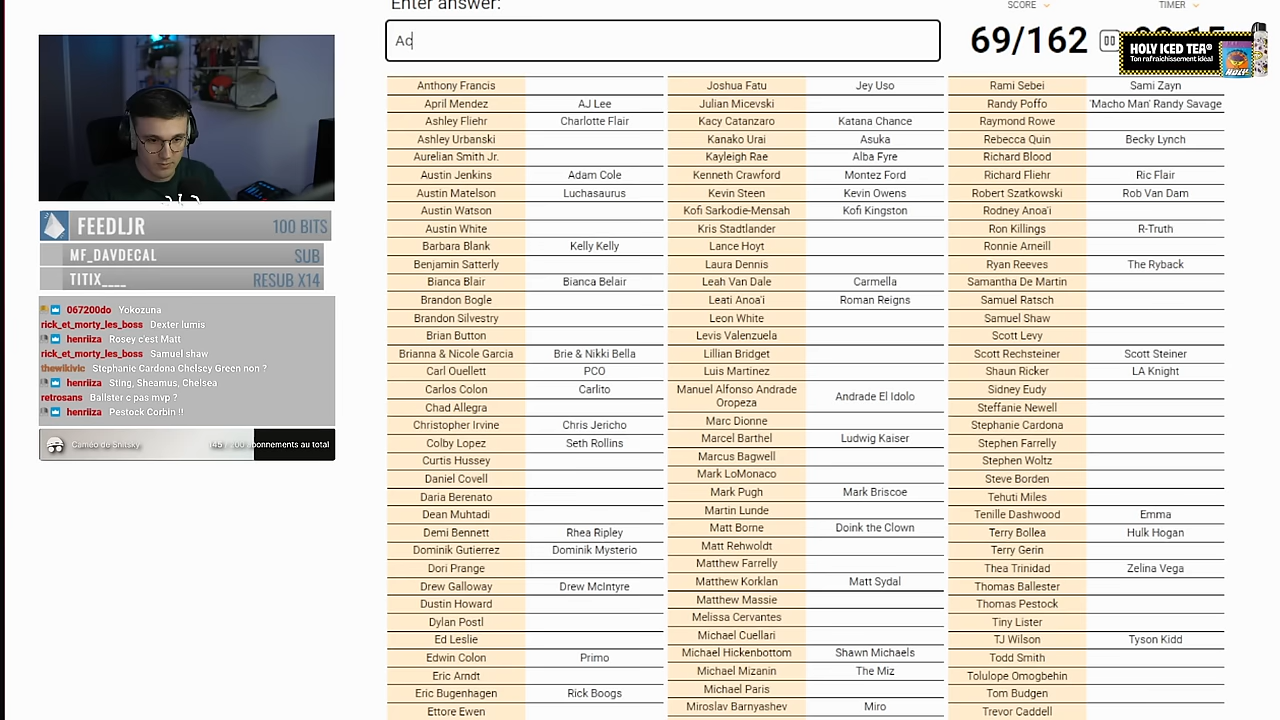 Enter answer:
Ac
SCORE
TIMER
69/162
HOLY ICED TEA®
Ton rafraichissement ideal
HOLY!
FEEDLJR 100 BITS
MF_DAVDECAL SUB
TITIX____ RESUB X14
067200do Yokozuna
rick_et_morty_les_boss Dexter lumis
henriiza Rosey c'est Matt
rick_et_morty_les_boss Samuel shaw
thewikivic Stephanie Cardona Chelsey Green non ?
henriiza Sting, Sheamus, Chelsea
retrosans Ballster c pas mvp ?
henriiza Pestock Corbin !!
Caméo de Shitsky 145 / 100 abonnements au total
Anthony Francis
April Mendez AJ Lee
Ashley Fliehr Charlotte Flair
Ashley Urbanski
Aurelian Smith Jr.
Austin Jenkins Adam Cole
Austin Matelson Luchasaurus
Austin Watson
Austin White
Barbara Blank Kelly Kelly
Benjamin Satterly
Bianca Blair Bianca Belair
Brandon Bogle
Brandon Silvestry
Brian Button
Brianna & Nicole Garcia Brie & Nikki Bella
Carl Ouellett PCO
Carlos Colon Carlito
Chad Allegra
Christopher Irvine Chris Jericho
Colby Lopez Seth Rollins
Curtis Hussey
Daniel Covell
Daria Berenato
Dean Muhtadi
Demi Bennett Rhea Ripley
Dominik Gutierrez Dominik Mysterio
Dori Prange
Drew Galloway Drew McIntyre
Dustin Howard
Dylan Postl
Ed Leslie
Edwin Colon Primo
Eric Arndt
Eric Bugenhagen Rick Boogs
Ettore Ewen
Joshua Fatu Jey Uso
Julian Micevski
Kacy Catanzaro Katana Chance
Kanako Urai Asuka
Kayleigh Rae Alba Fyre
Kenneth Crawford Montez Ford
Kevin Steen Kevin Owens
Kofi Sarkodie-Mensah Kofi Kingston
Kris Stadtlander
Lance Hoyt
Laura Dennis
Leah Van Dale Carmella
Leati Anoa'i Roman Reigns
Leon White
Levis Valenzuela
Lillian Bridget
Luis Martinez
Manuel Alfonso Andrade
Oropeza Andrade El Idolo
Marc Dionne
Marcel Barthel Ludwig Kaiser
Marcus Bagwell
Mark LoMonaco
Mark Pugh Mark Briscoe
Martin Lunde
Matt Borne Doink the Clown
Matt Rehwoldt
Matthew Farrelly
Matthew Korklan Matt Sydal
Matthew Massie
Melissa Cervantes
Michael Cuellari
Michael Hickenbottom Shawn Michaels
Michael Mizanin The Miz
Michael Paris
Miroslav Barnyashev Miro
Rami Sebei Sami Zayn
Randy Poffo 'Macho Man' Randy Savage
Raymond Rowe
Rebecca Quin Becky Lynch
Richard Blood
Richard Fliehr Ric Flair
Robert Szatkowski Rob Van Dam
Rodney Anoa'i
Ron Killings R-Truth
Ronnie Arneill
Ryan Reeves The Ryback
Samantha De Martin
Samuel Ratsch
Samuel Shaw
Scott Levy
Scott Rechsteiner Scott Steiner
Shaun Ricker LA Knight
Sidney Eudy
Steffanie Newell
Stephanie Cardona
Stephen Farrelly
Stephen Woltz
Steve Borden
Tehuti Miles
Tenille Dashwood Emma
Terry Bollea Hulk Hogan
Terry Gerin
Thea Trinidad Zelina Vega
Thomas Ballester
Thomas Pestock
Tiny Lister
TJ Wilson Tyson Kidd
Todd Smith
Tolulope Omogbehin
Tom Budgen
Trevor Caddell